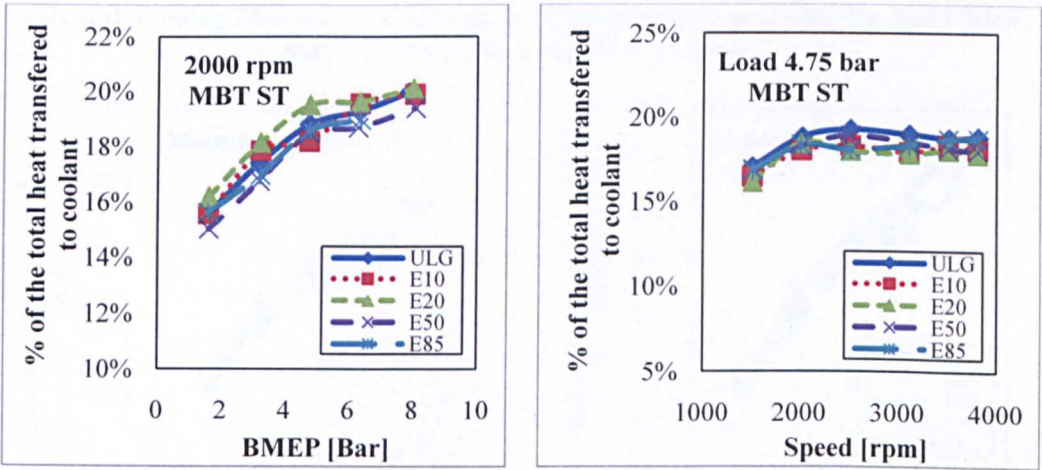 % of the total heat transfered
to coolant
22%
20%
18%
16%
14%
12%
10%
2000 rpm
MBT ST
ULG
E10
E20
E50
E85
0 2 4 6 8 10
BMEP [Bar]
% of the total heat transfered
to coolant
25%
20%
15%
10%
5%
Load 4.75 bar
MBT ST
ULG
E10
E20
E50
E85
1000 2000 3000 4000
Speed [rpm]